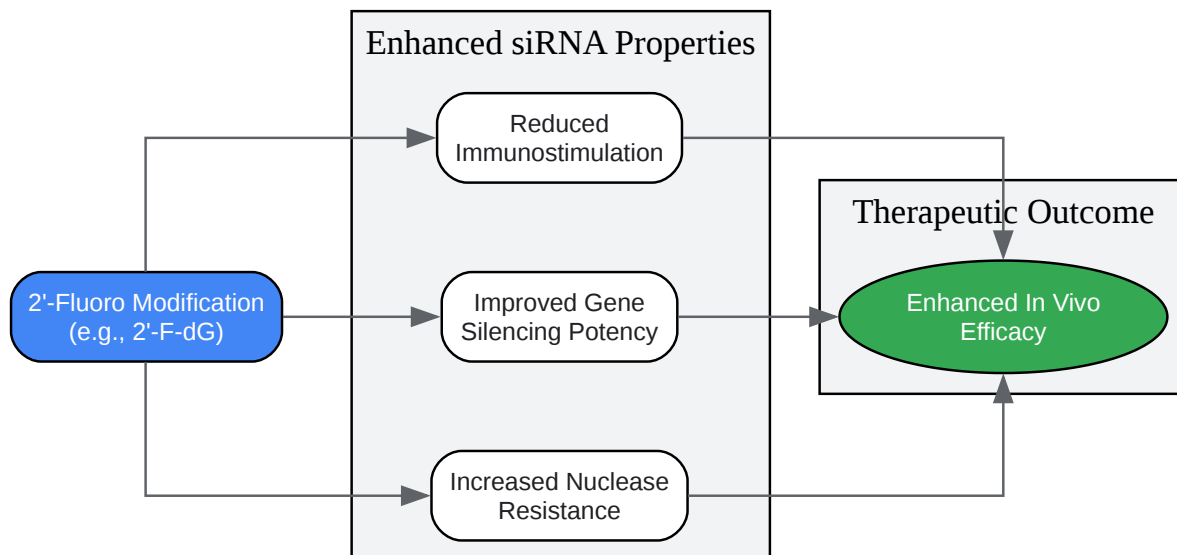 Enhanced siRNA Properties
Reduced
Immunostimulation
Therapeutic Outcome
2'-Fluoro Modification
(e.g., 2'-F-dG)
Improved Gene
Silencing Potency
Enhanced In Vivo
Efficacy
Increased Nuclease
Resistance